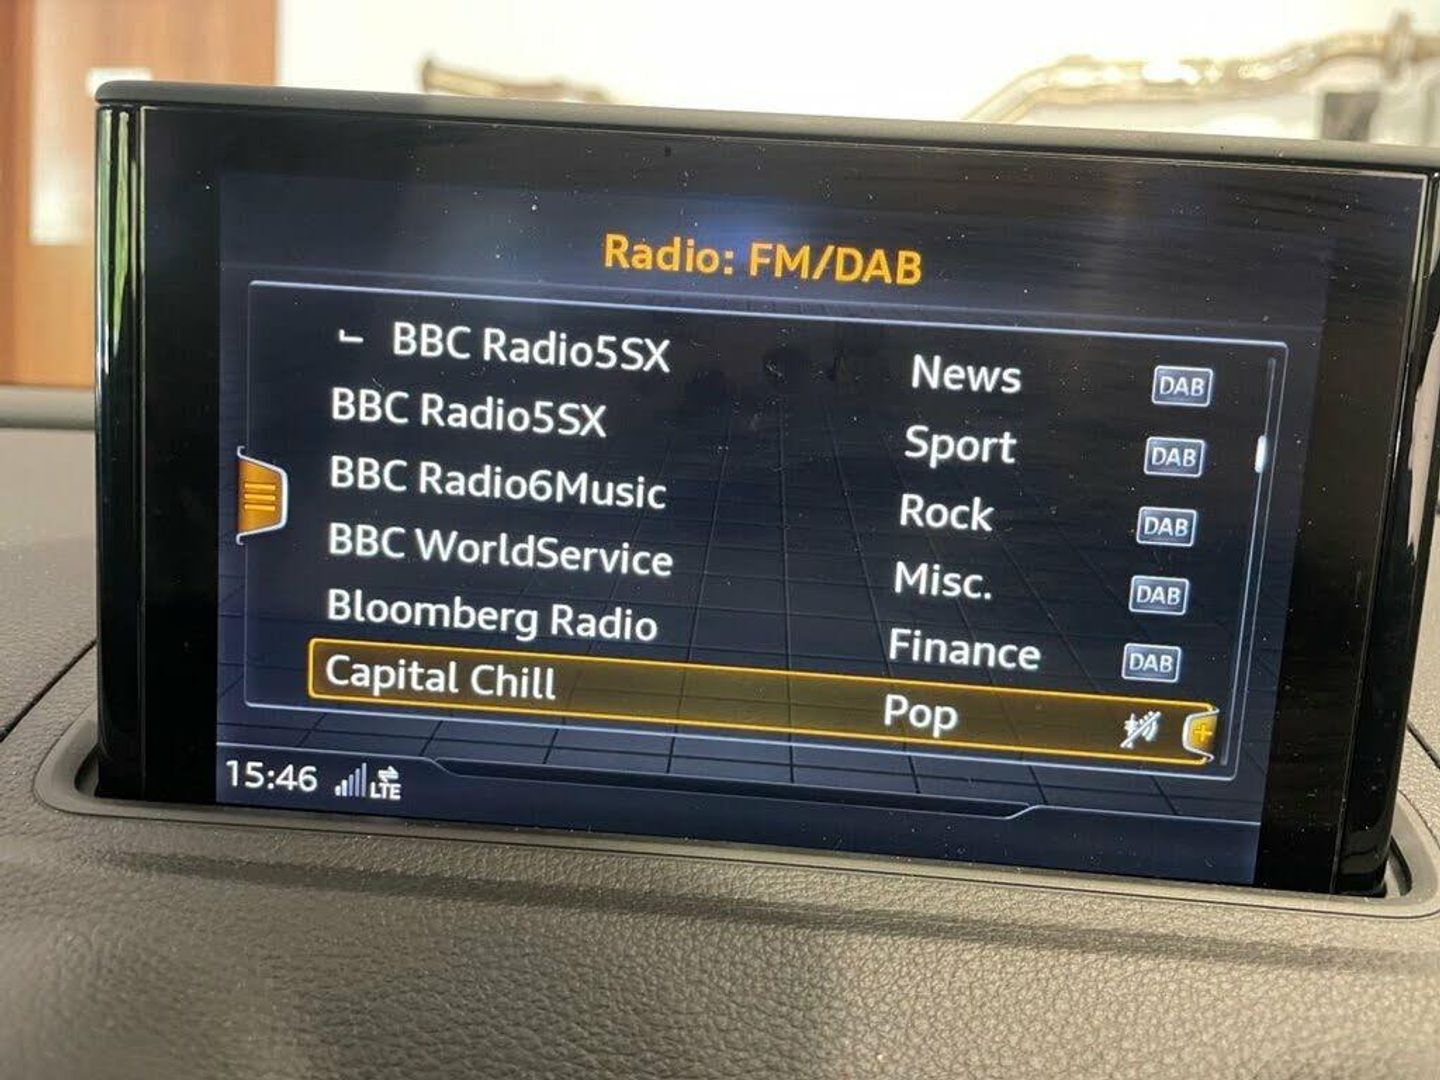 Radio: FM/DAB
BBC Radio5SX News DAB
BBC Radio5SX Sport DAB
BBC Radio6Music Rock DAB
BBC WorldService Misc. DAB
Bloomberg Radio Finance DAB
Capital Chill Pop
15:46 LTE